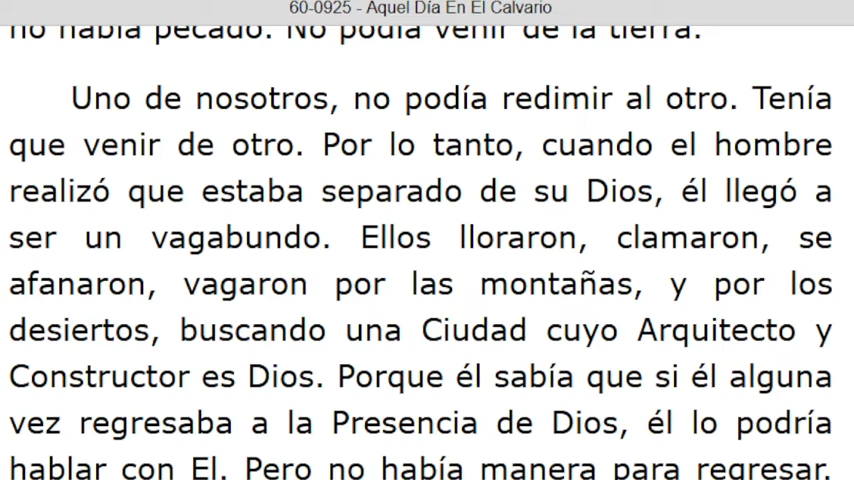 60-0925 - Aquel Día En El Calvario
no había pecado. No podía venir de la tierra.
Uno de nosotros, no podía redimir al otro. Tenía
que venir de otro. Por lo tanto, cuando el hombre
realizó que estaba separado de su Dios, él llegó a
ser un vagabundo. Ellos lloraron, clamaron, se
afanaron, vagaron por las montañas, y por los
desiertos, buscando una Ciudad cuyo Arquitecto y
Constructor es Dios. Porque él sabía que si él alguna
vez regresaba a la Presencia de Dios, él lo podría
hablar con El. Pero no había manera para regresar.